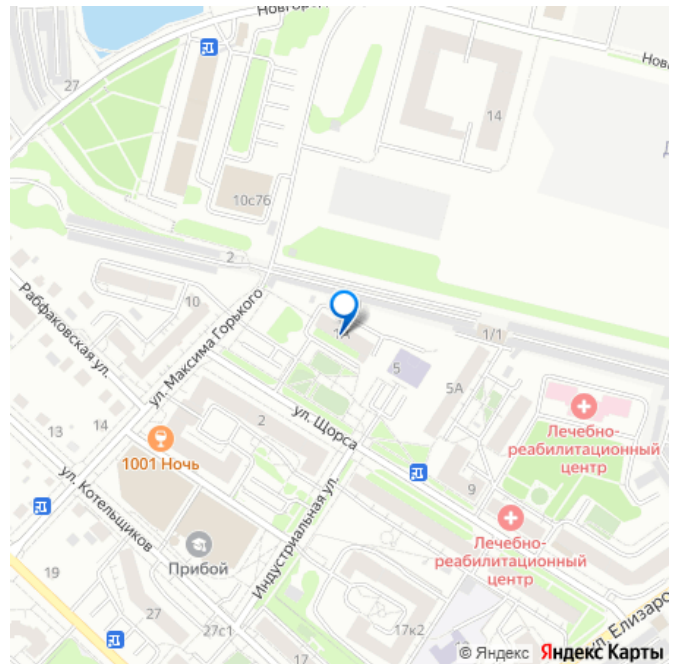 Новгород
27
14
Нов
10с7б
Д
2
10
ул. Максима Горького
Рабфаковская ул.
1А
1/1
5
5А
2
ул. Щорса
13
14
1001 Ночь
Лечебно-
реабилитационный
центр
ул. Котельщиков
9
Индустриальная ул.
Лечебно-
реабилитационный
центр
Прибой
19
27
27с1
17
17к2
ул. Елизаро
© Яндекс Яндекс Карты